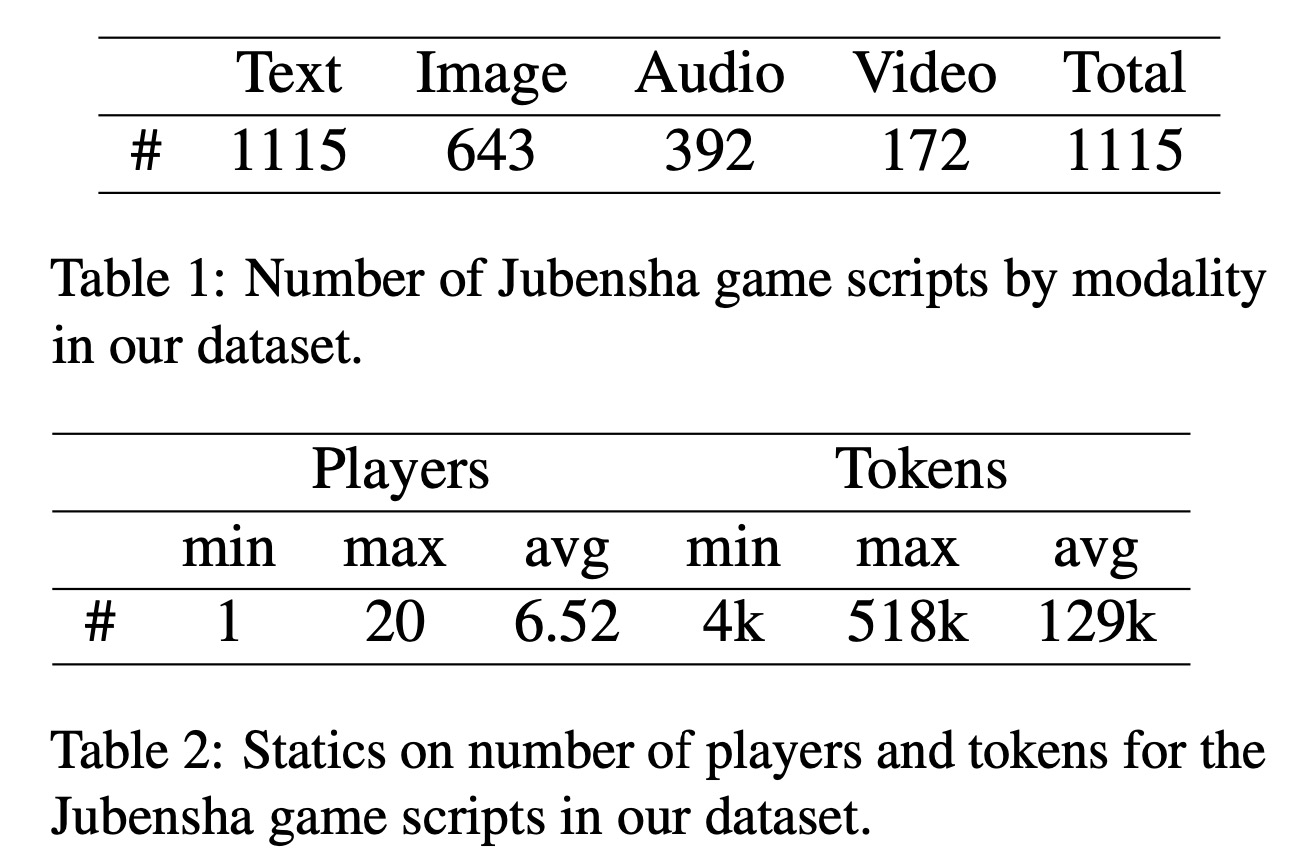 Text Image Audio Video Total
# 1115 643 392 172 1115
Table 1: Number of Jubensha game scripts by modality
in our dataset.
Players Tokens
min max avg min max avg
# 1 20 6.52 4k 518k 129k
Table 2: Statics on number of players and tokens for the
Jubensha game scripts in our dataset.